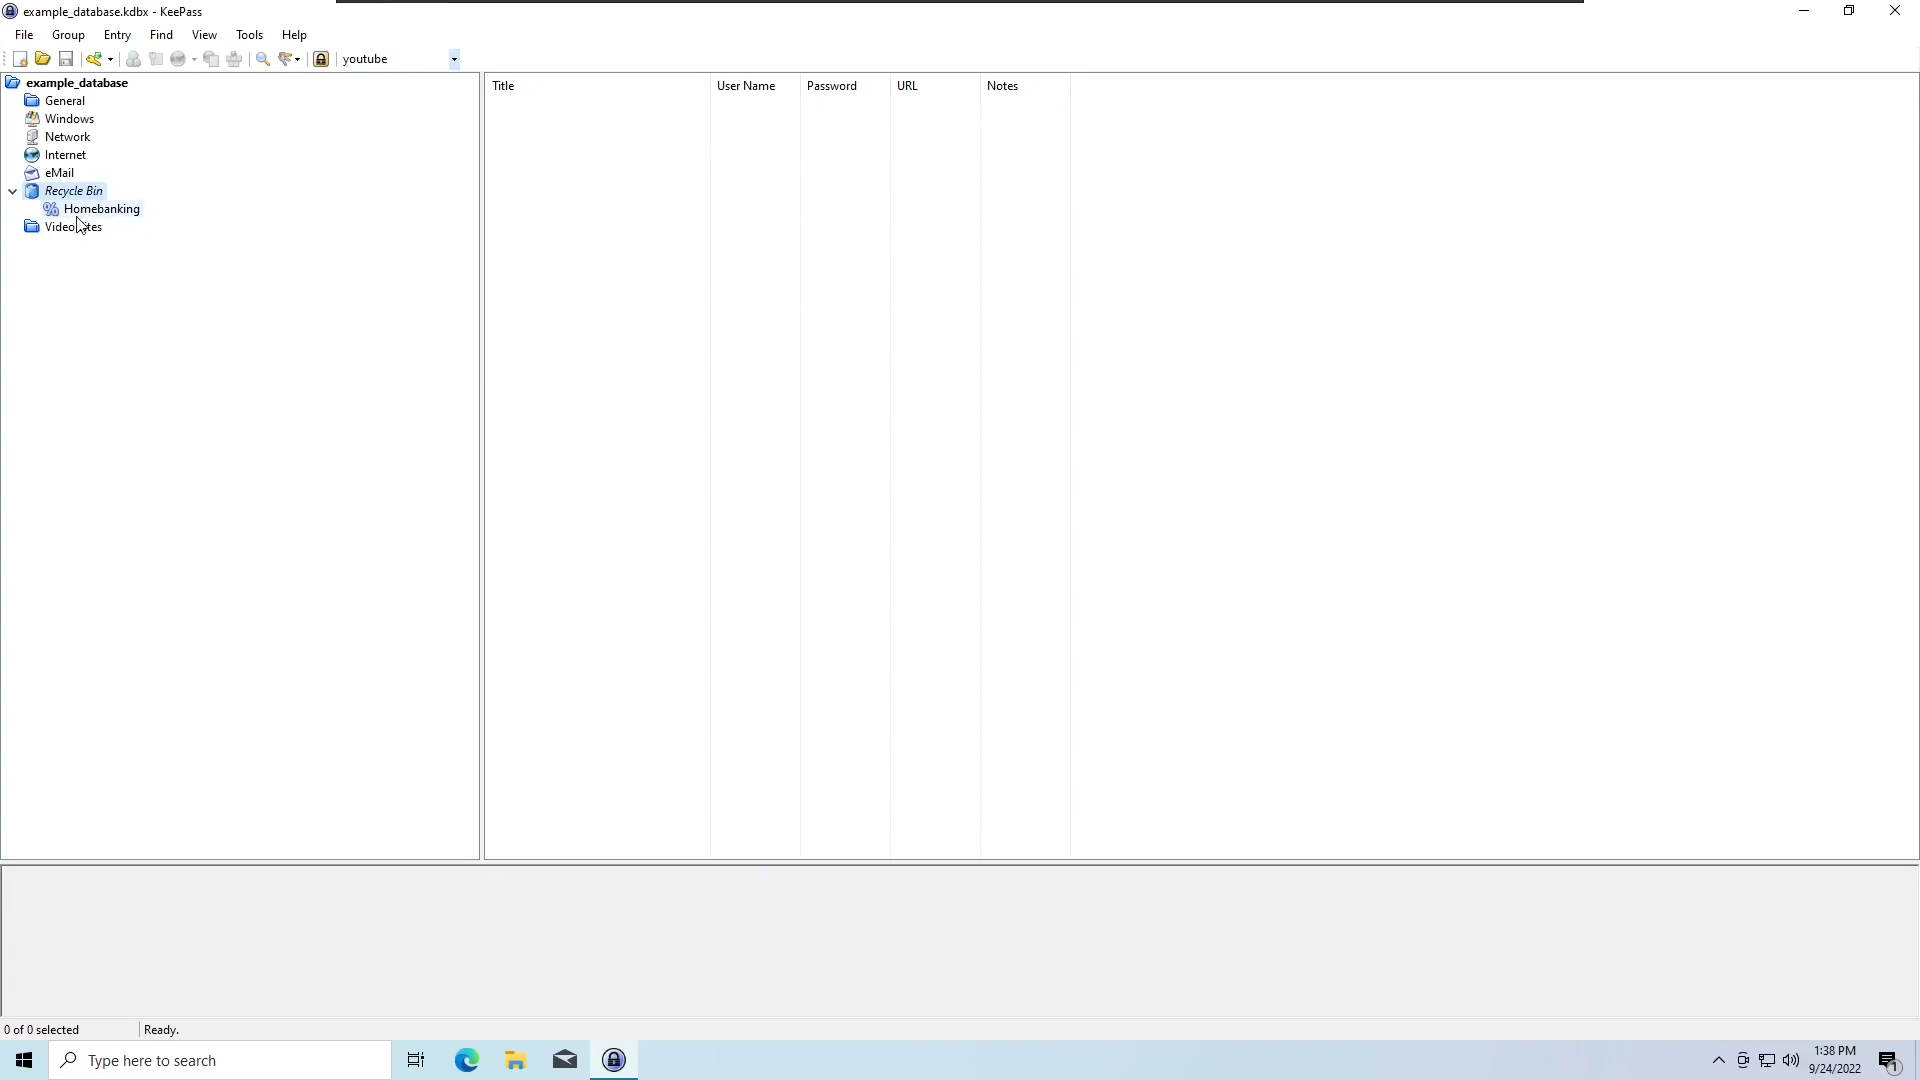 example_database.kdbx - KeePass
File Group Entry Find View Tools Help
youtube
example_database
General
Windows
Network
Internet
eMail
Recycle Bin
Homebanking
Title User Name Password URL Notes
0 of 0 selected Ready.
Type here to search
1:38 PM
9/24/2022
1